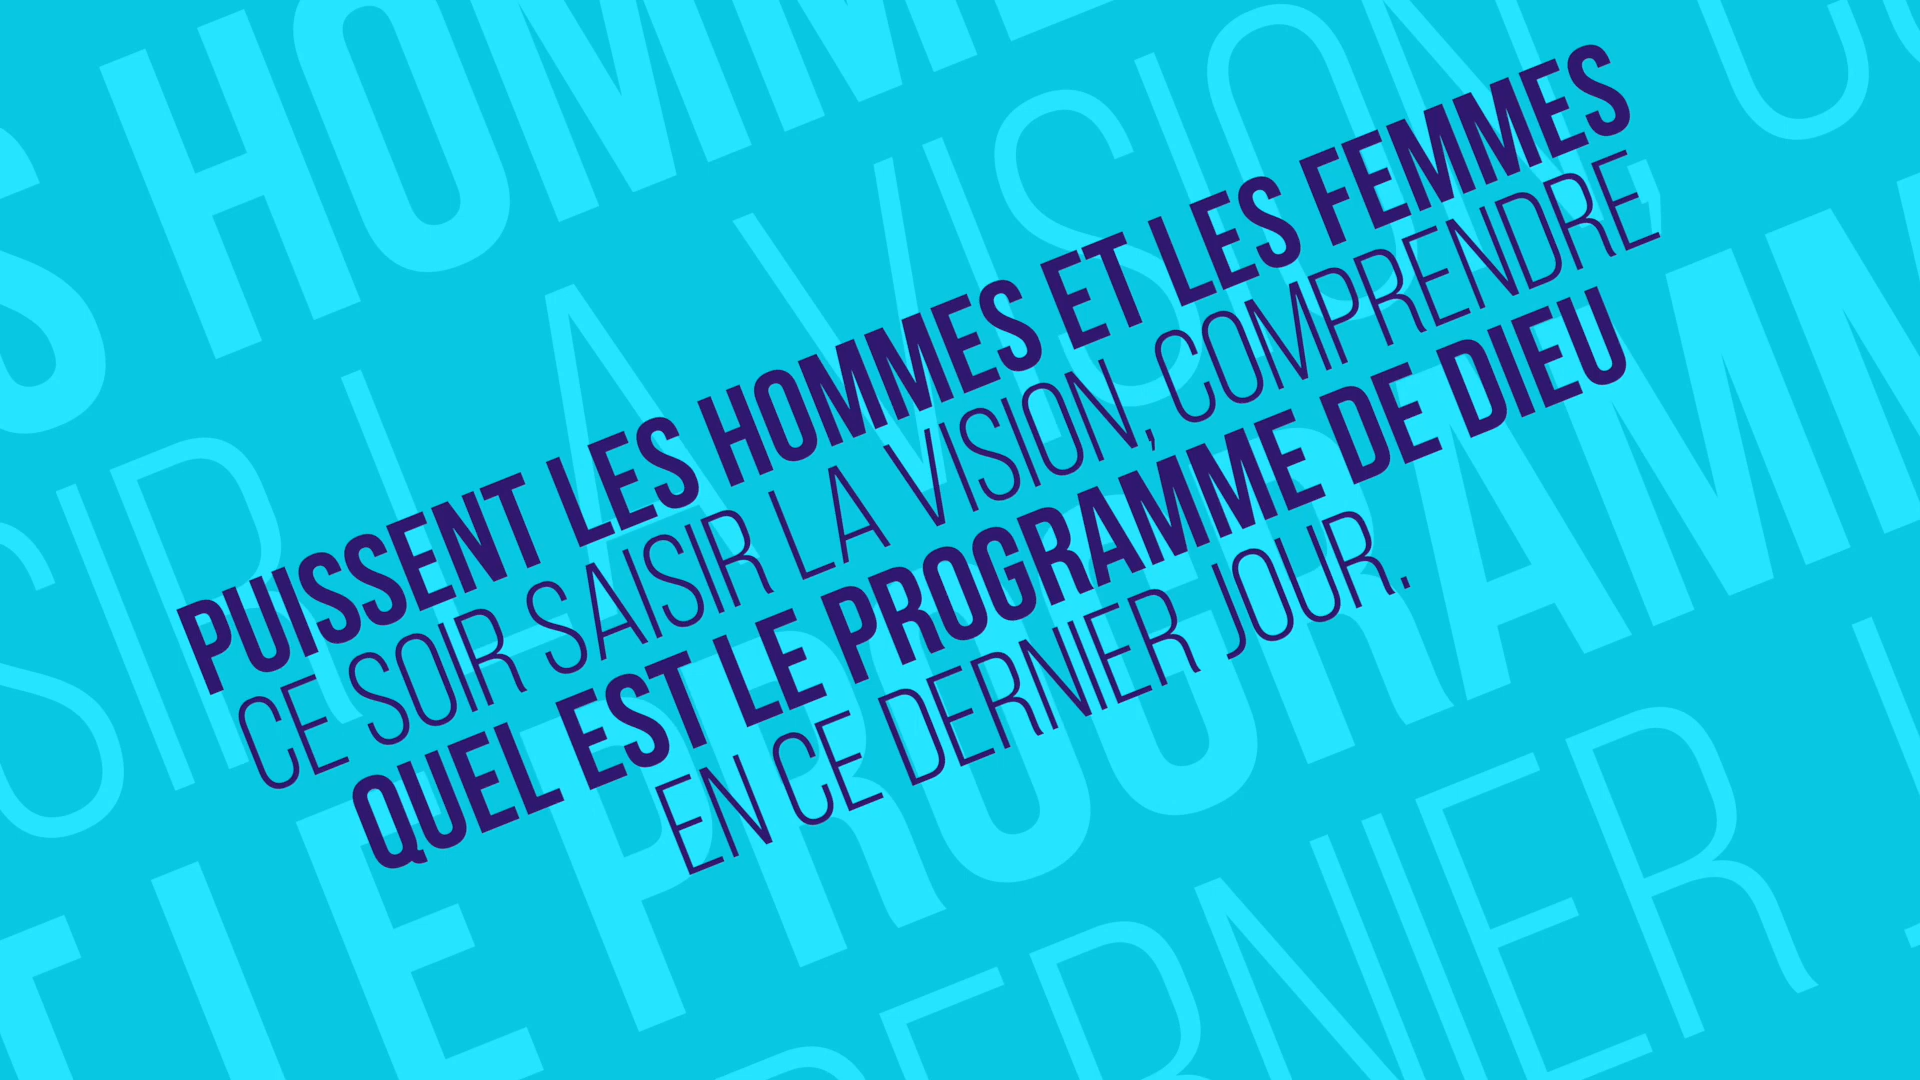 PUISSENT LES HOMMES ET LES FEMMES
CE SOIR SAISIR LA VISION, COMPRENDRE
QUEL EST LE PROGRAMME DE DIEU
EN CE DERNIER JOUR.